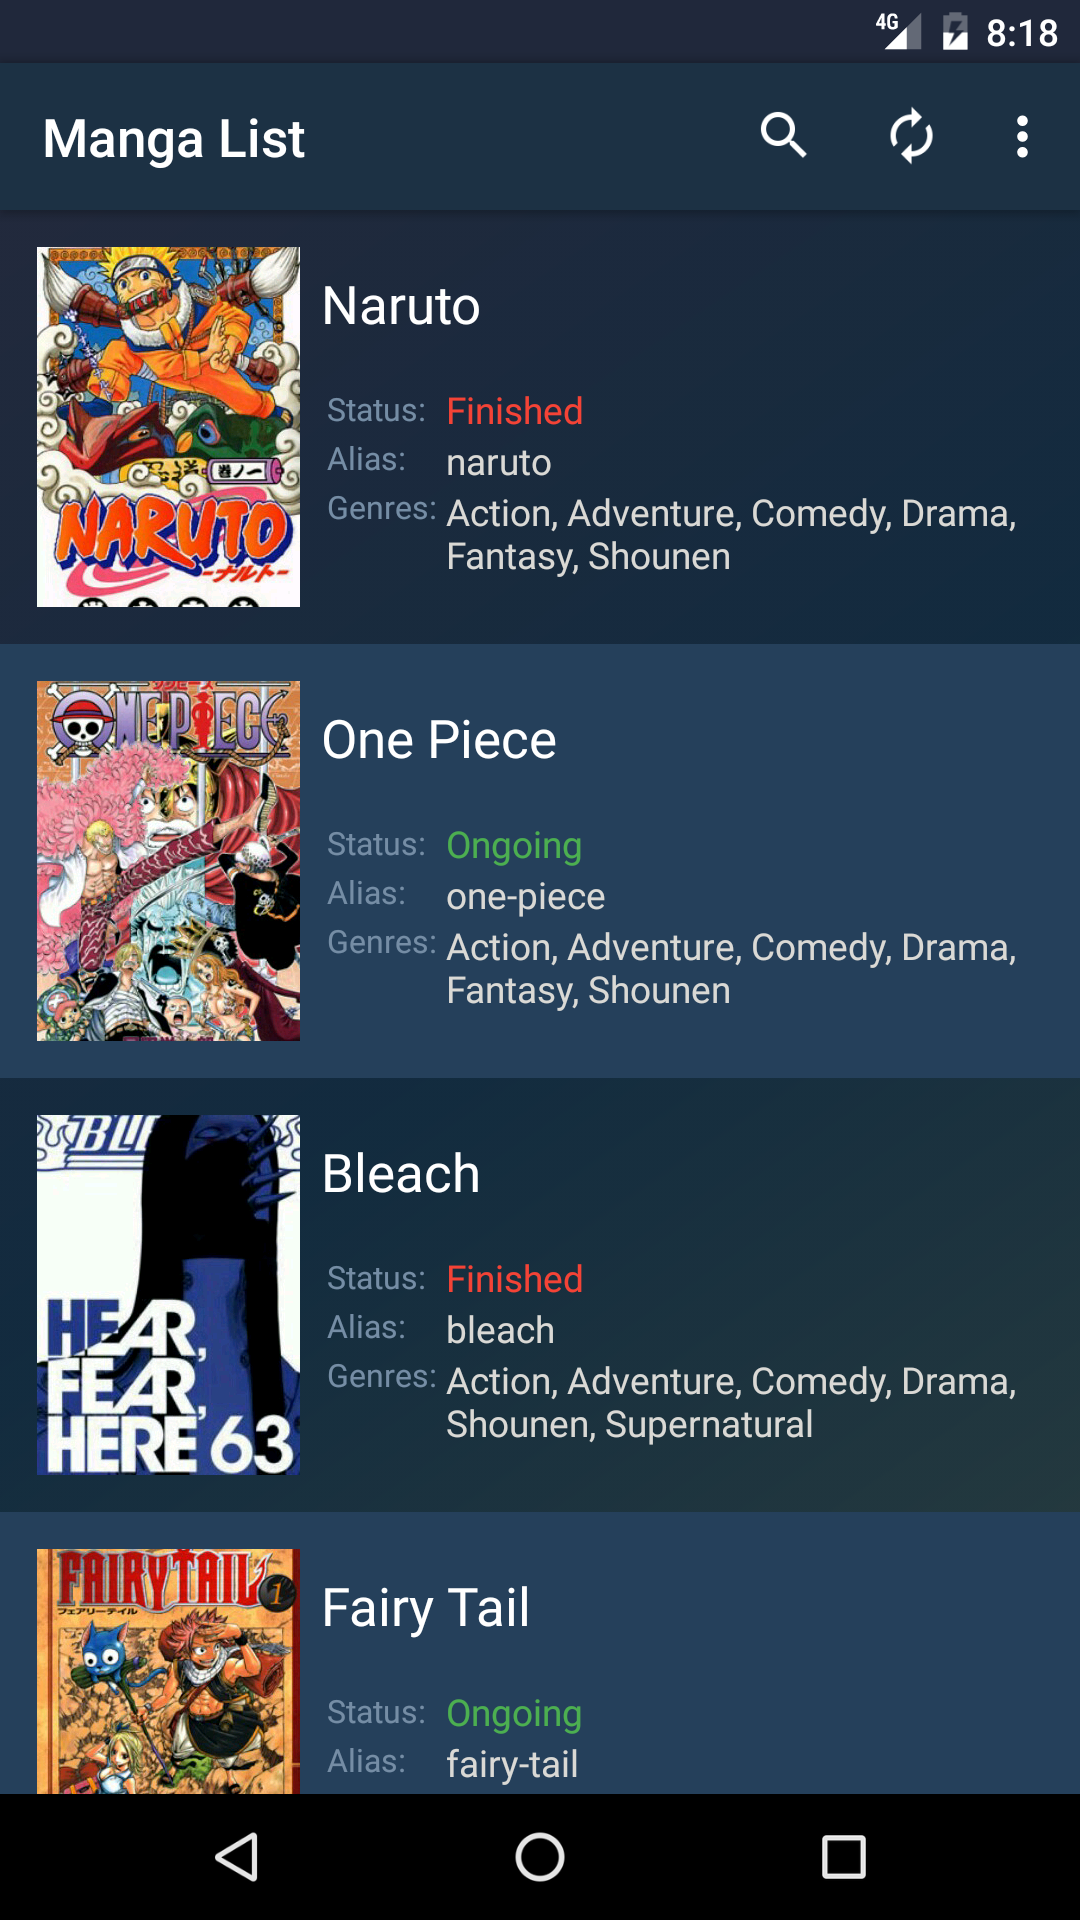 4G 8:18
Manga List
Naruto
Status: Finished
Alias: naruto
Genres: Action, Adventure, Comedy, Drama,
Fantasy, Shounen
巻ノ一
NARUTO
-ナルト-
ONE PIECE
One Piece
Status: Ongoing
Alias: one-piece
Genres: Action, Adventure, Comedy, Drama,
Fantasy, Shounen
Bleach
Status: Finished
Alias: bleach
Genres: Action, Adventure, Comedy, Drama,
Shounen, Supernatural
HEAR,
FEAR,
HERE 63
FAIRY TAIL 1
フェアリーテイル
Fairy Tail
Status: Ongoing
Alias: fairy-tail